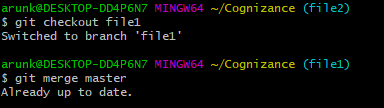 arunk@DESKTOP-DD4P6N7 MINGW64 ~/Cognizance (file2)
$ git checkout file1
Switched to branch 'file1'
arunk@DESKTOP-DD4P6N7 MINGW64 ~/Cognizance (file1)
$ git merge master
Already up to date.